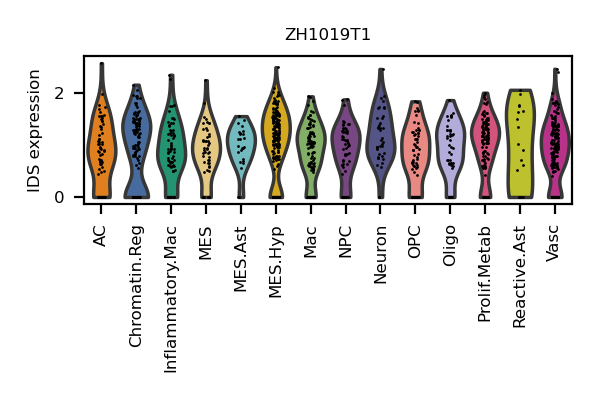 ZH1019T1
IDS expression
2
0
AC
Chromatin.Reg
Inflammatory.Mac
MES
MES.Ast
MES.Hyp
Mac
NPC
Neuron
OPC
Oligo
Prolif.Metab
Reactive.Ast
Vasc